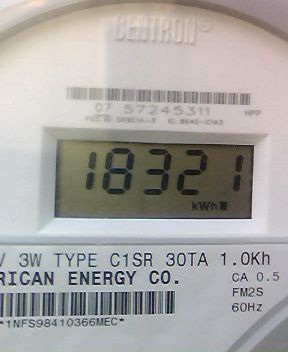 CENTRON®
07 57245311 HPP
18321
kWh
V 3W TYPE C1SR 30TA 1.0Kh
RICAN ENERGY CO. CA 0.5
FM2S
60Hz
*1NFS98410366MEC*